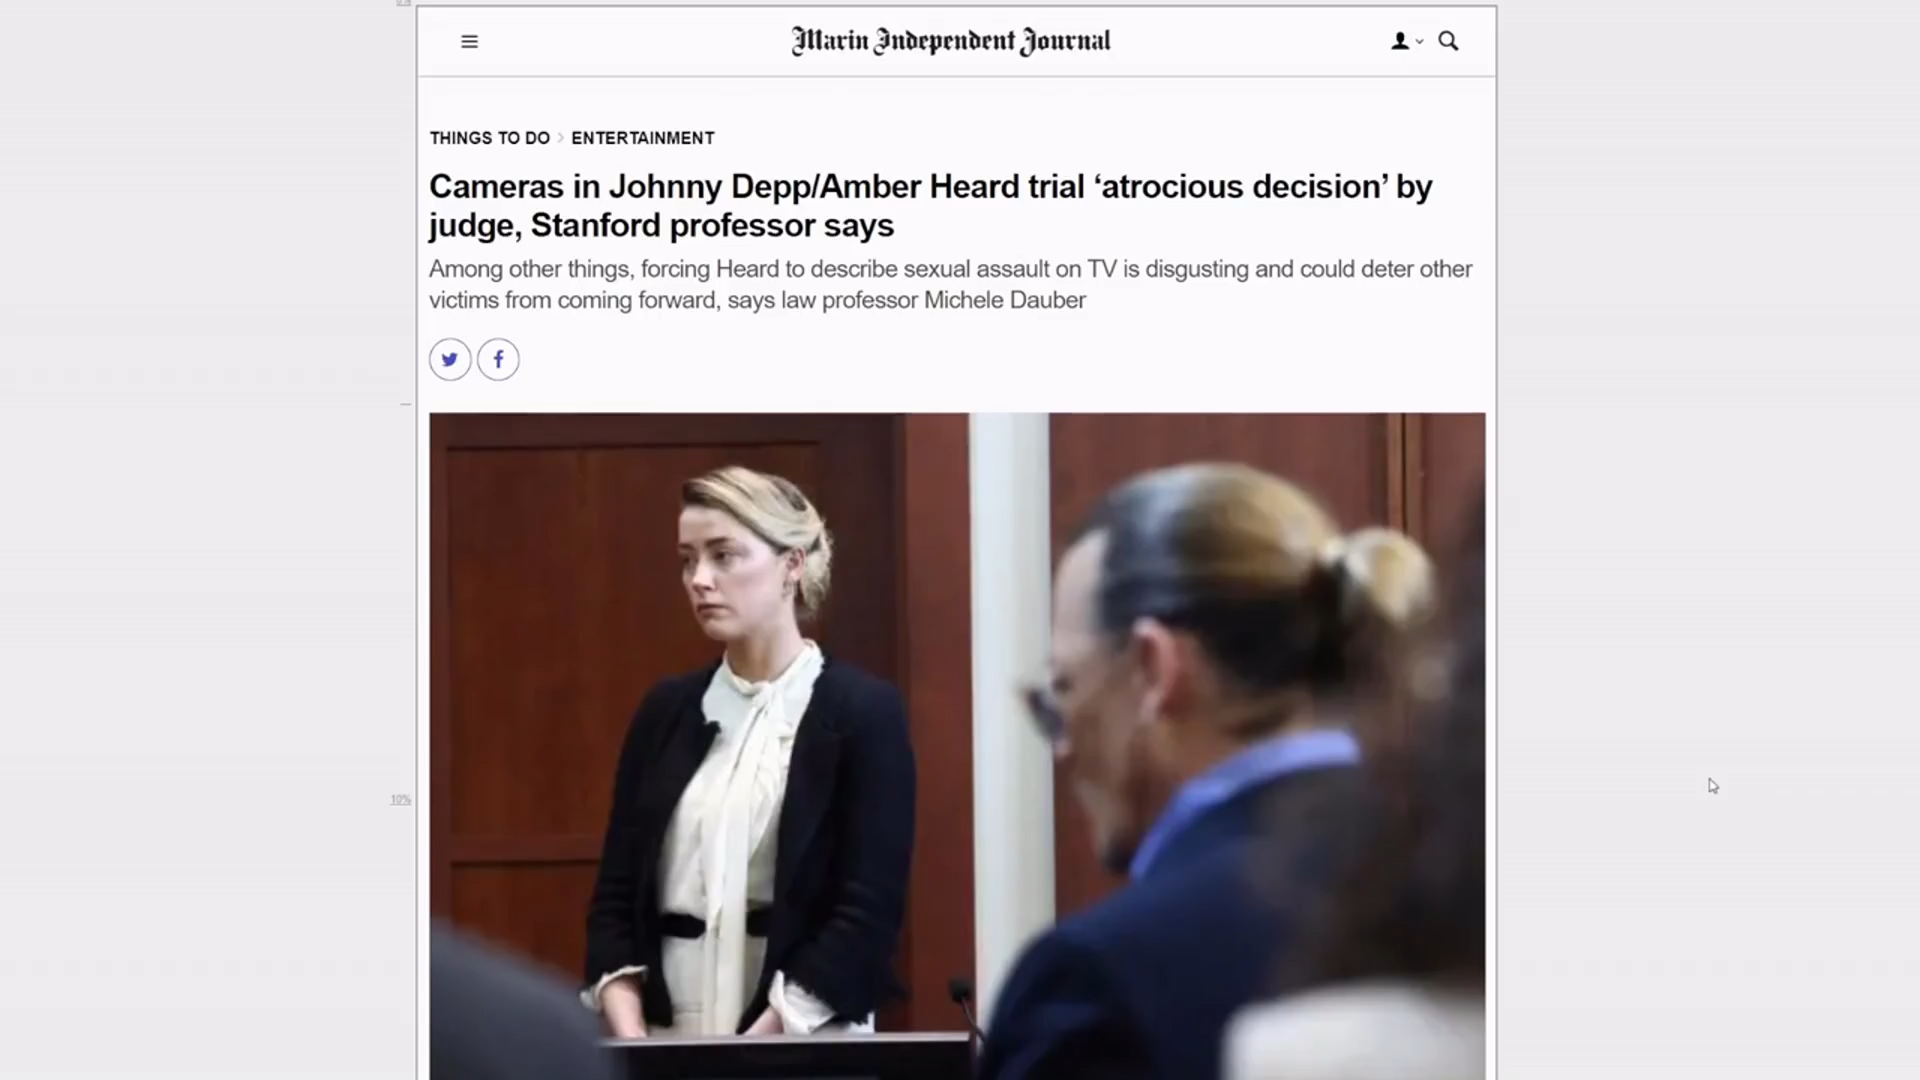 Marin Independent Journal
THINGS TO DO > ENTERTAINMENT
Cameras in Johnny Depp/Amber Heard trial ‘atrocious decision’ by
judge, Stanford professor says
Among other things, forcing Heard to describe sexual assault on TV is disgusting and could deter other
victims from coming forward, says law professor Michele Dauber
10%